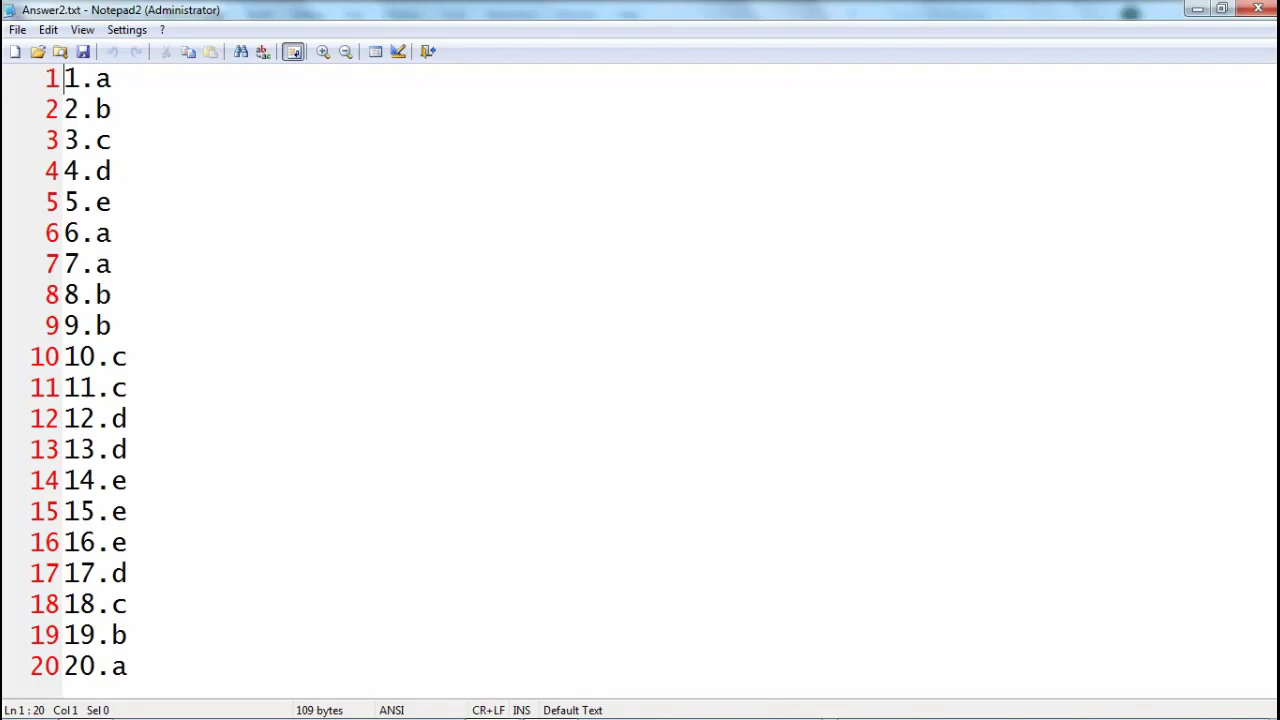 Answer2.txt - Notepad2 (Administrator)
File Edit View Settings ?
1 1.a
2 2.b
3 3.c
4 4.d
5 5.e
6 6.a
7 7.a
8 8.b
9 9.b
10 10.c
11 11.c
12 12.d
13 13.d
14 14.e
15 15.e
16 16.e
17 17.d
18 18.c
19 19.b
20 20.a
Ln 1 : 20 Col 1 Sel 0 109 bytes ANSI CR+LF INS Default Text